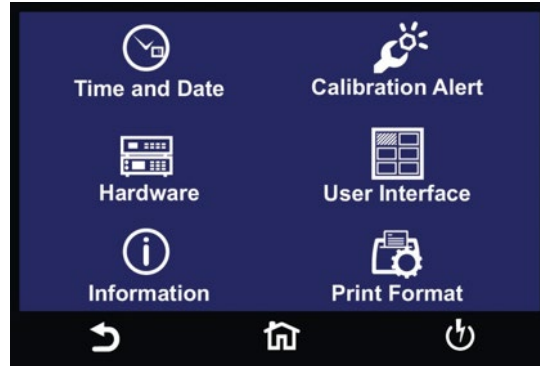 Time and Date
Calibration Alert
Hardware
User Interface
Information
Print Format